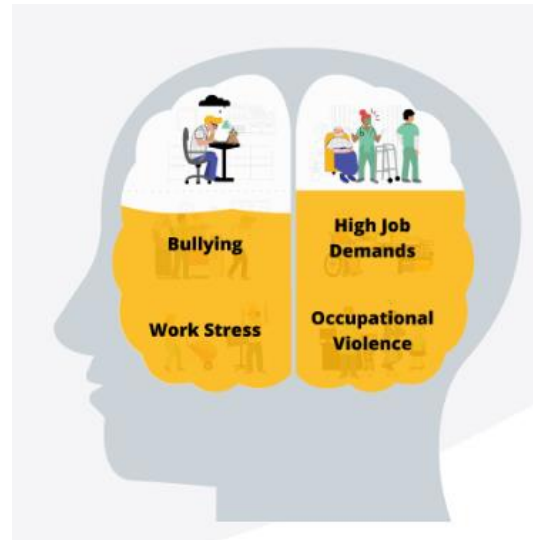 Bullying
High Job
Demands
Work Stress
Occupational
Violence